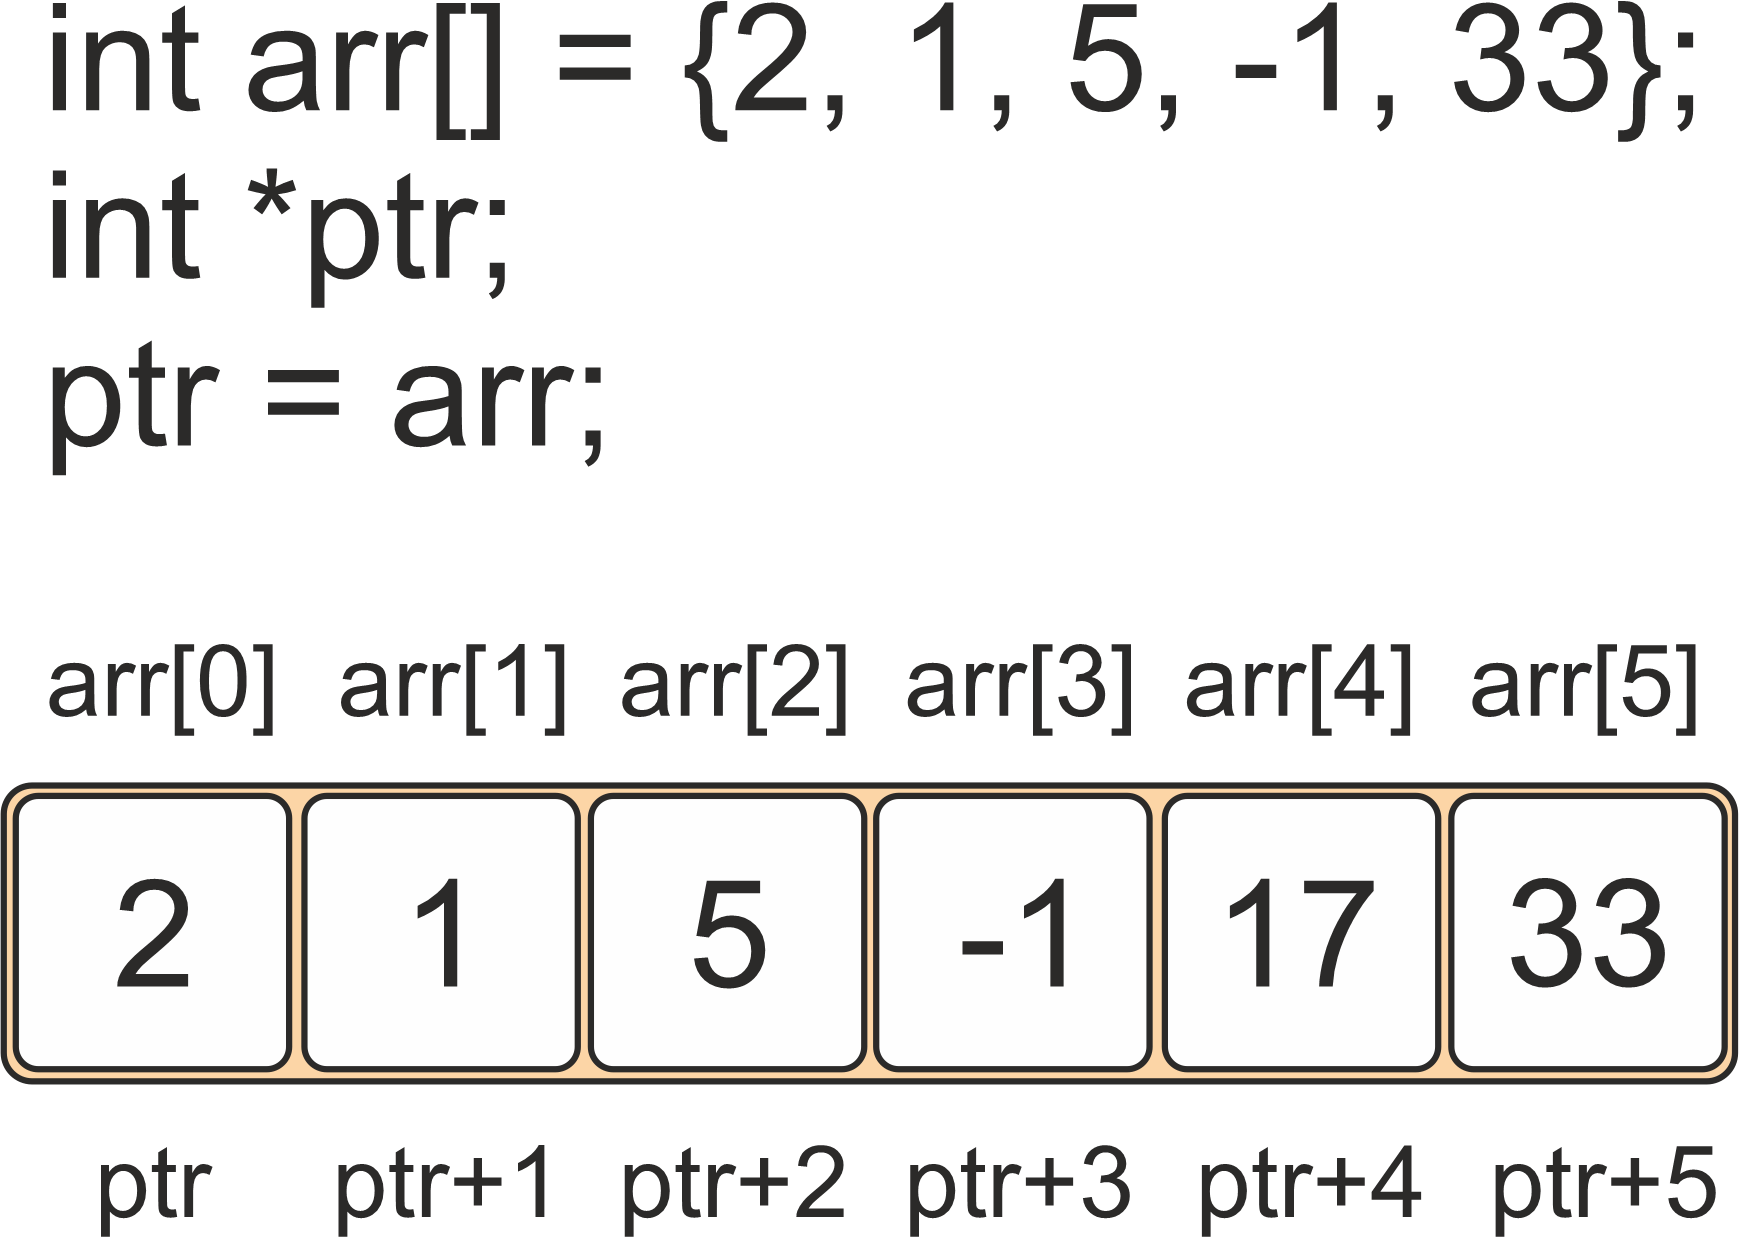 int arr[] = {2, 1, 5, -1, 33};
int *ptr;
ptr = arr;
arr[0] arr[1] arr[2] arr[3] arr[4] arr[5]
2 1 5 -1 17 33
ptr ptr+1 ptr+2 ptr+3 ptr+4 ptr+5